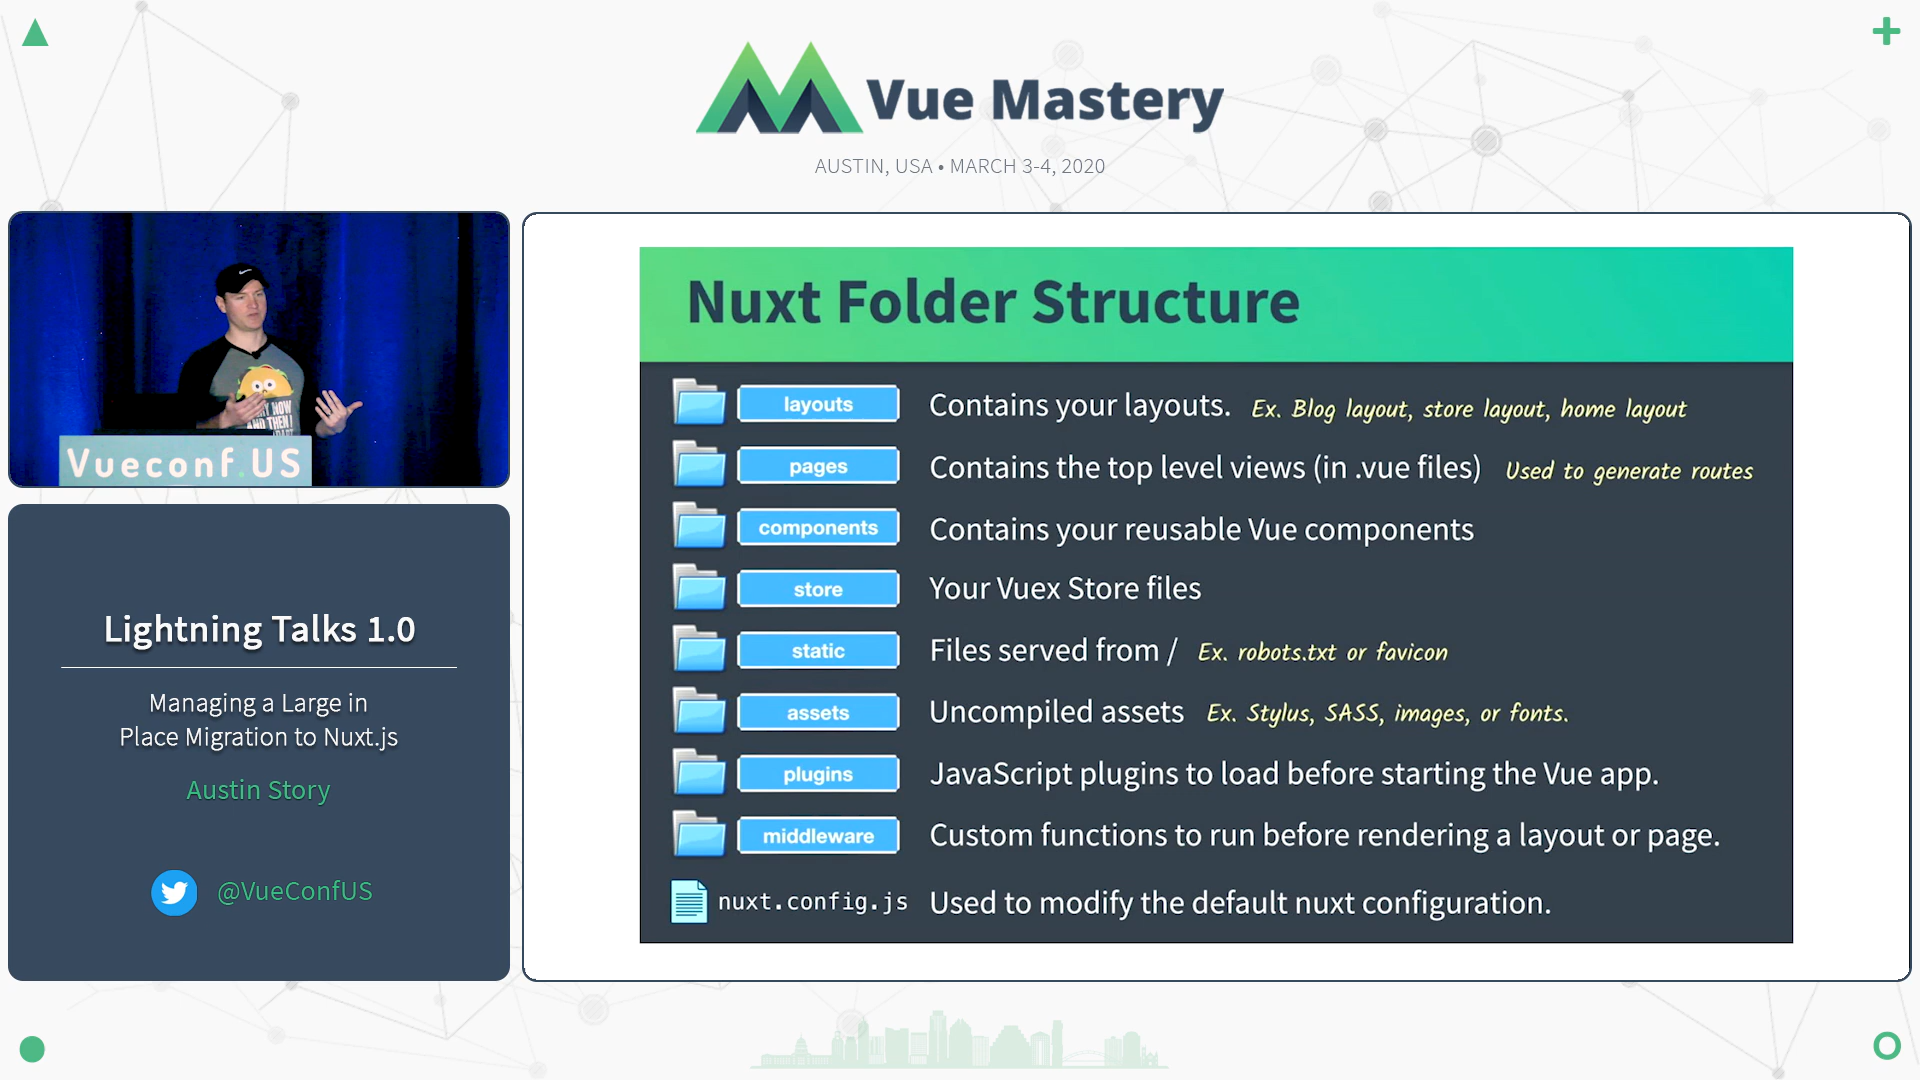 Vue Mastery
AUSTIN, USA • MARCH 3-4, 2020
Vueconf.US
Lightning Talks 1.0
Managing a Large in
Place Migration to Nuxt.js
Austin Story
@VueConfUS
Nuxt Folder Structure
layouts Contains your layouts. Ex. Blog layout, store layout, home layout
pages Contains the top level views (in .vue files) Used to generate routes
components Contains your reusable Vue components
store Your Vuex Store files
static Files served from / Ex. robots.txt or favicon
assets Uncompiled assets Ex. Stylus, SASS, images, or fonts.
plugins JavaScript plugins to load before starting the Vue app.
middleware Custom functions to run before rendering a layout or page.
nuxt.config.js Used to modify the default nuxt configuration.